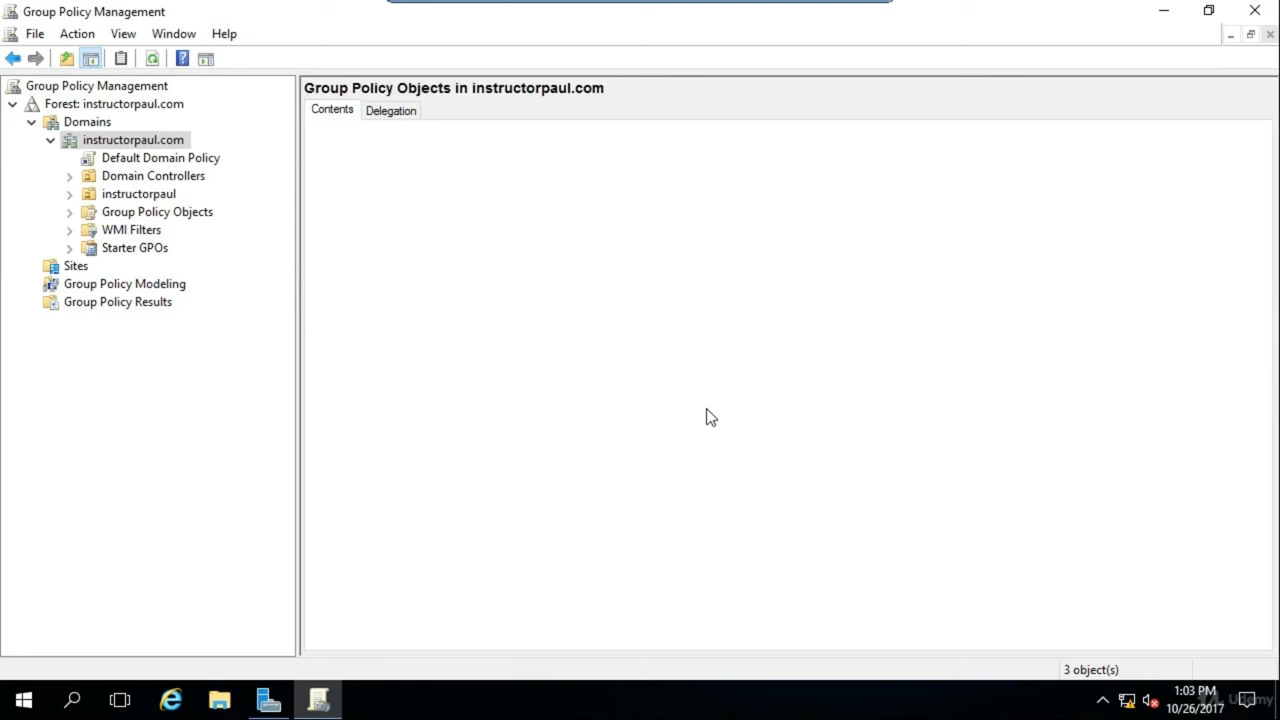 Group Policy Management
File Action View Window Help
Group Policy Management
Forest: instructorpaul.com
Domains
instructorpaul.com
Default Domain Policy
Domain Controllers
instructorpaul
Group Policy Objects
WMI Filters
Starter GPOs
Sites
Group Policy Modeling
Group Policy Results
Group Policy Objects in instructorpaul.com
Contents Delegation
3 object(s)
1:03 PM
10/26/2017
Udemy